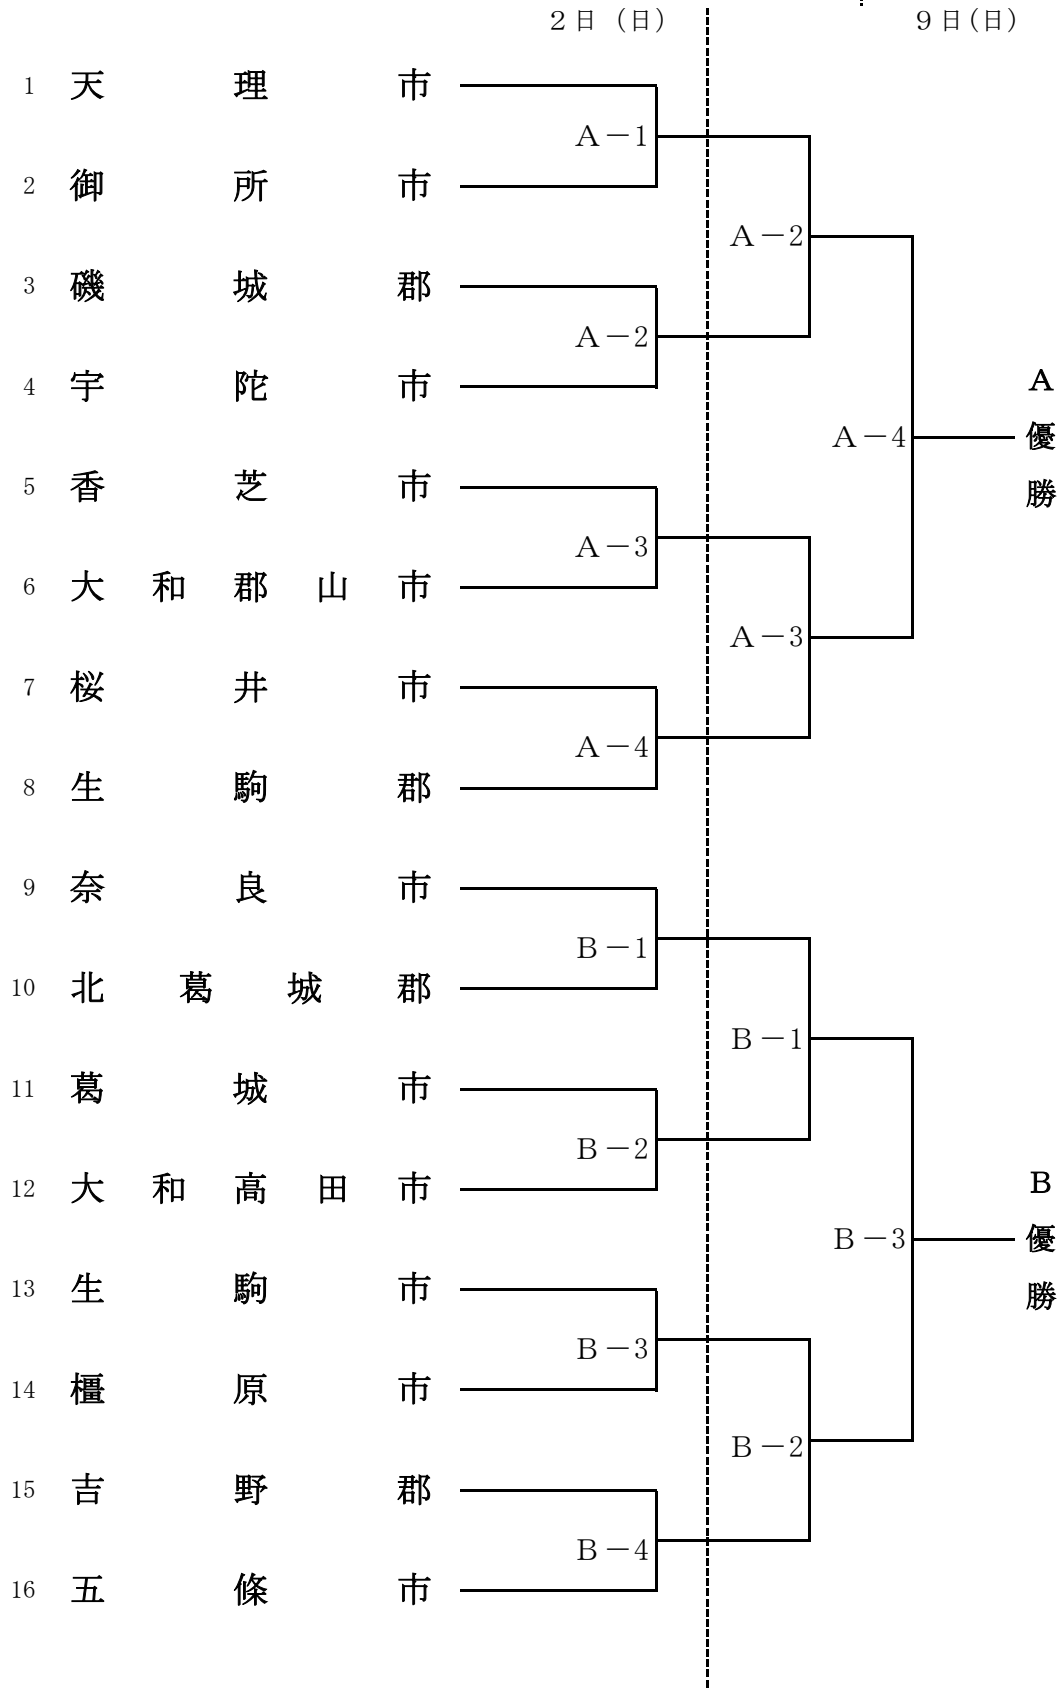 2日（日） 9日（日）
1 天理市
A－1
2 御所市
A－2
3 磯城郡
A－2
4 宇陀市
A－4
A優勝
5 香芝市
A－3
6 大和郡山市
A－3
7 桜井市
A－4
8 生駒郡
9 奈良市
B－1
10 北葛城郡
B－1
11 葛城市
B－2
12 大和高田市
B－3
B優勝
13 生駒市
B－3
14 橿原市
B－2
15 吉野郡
B－4
16 五條市